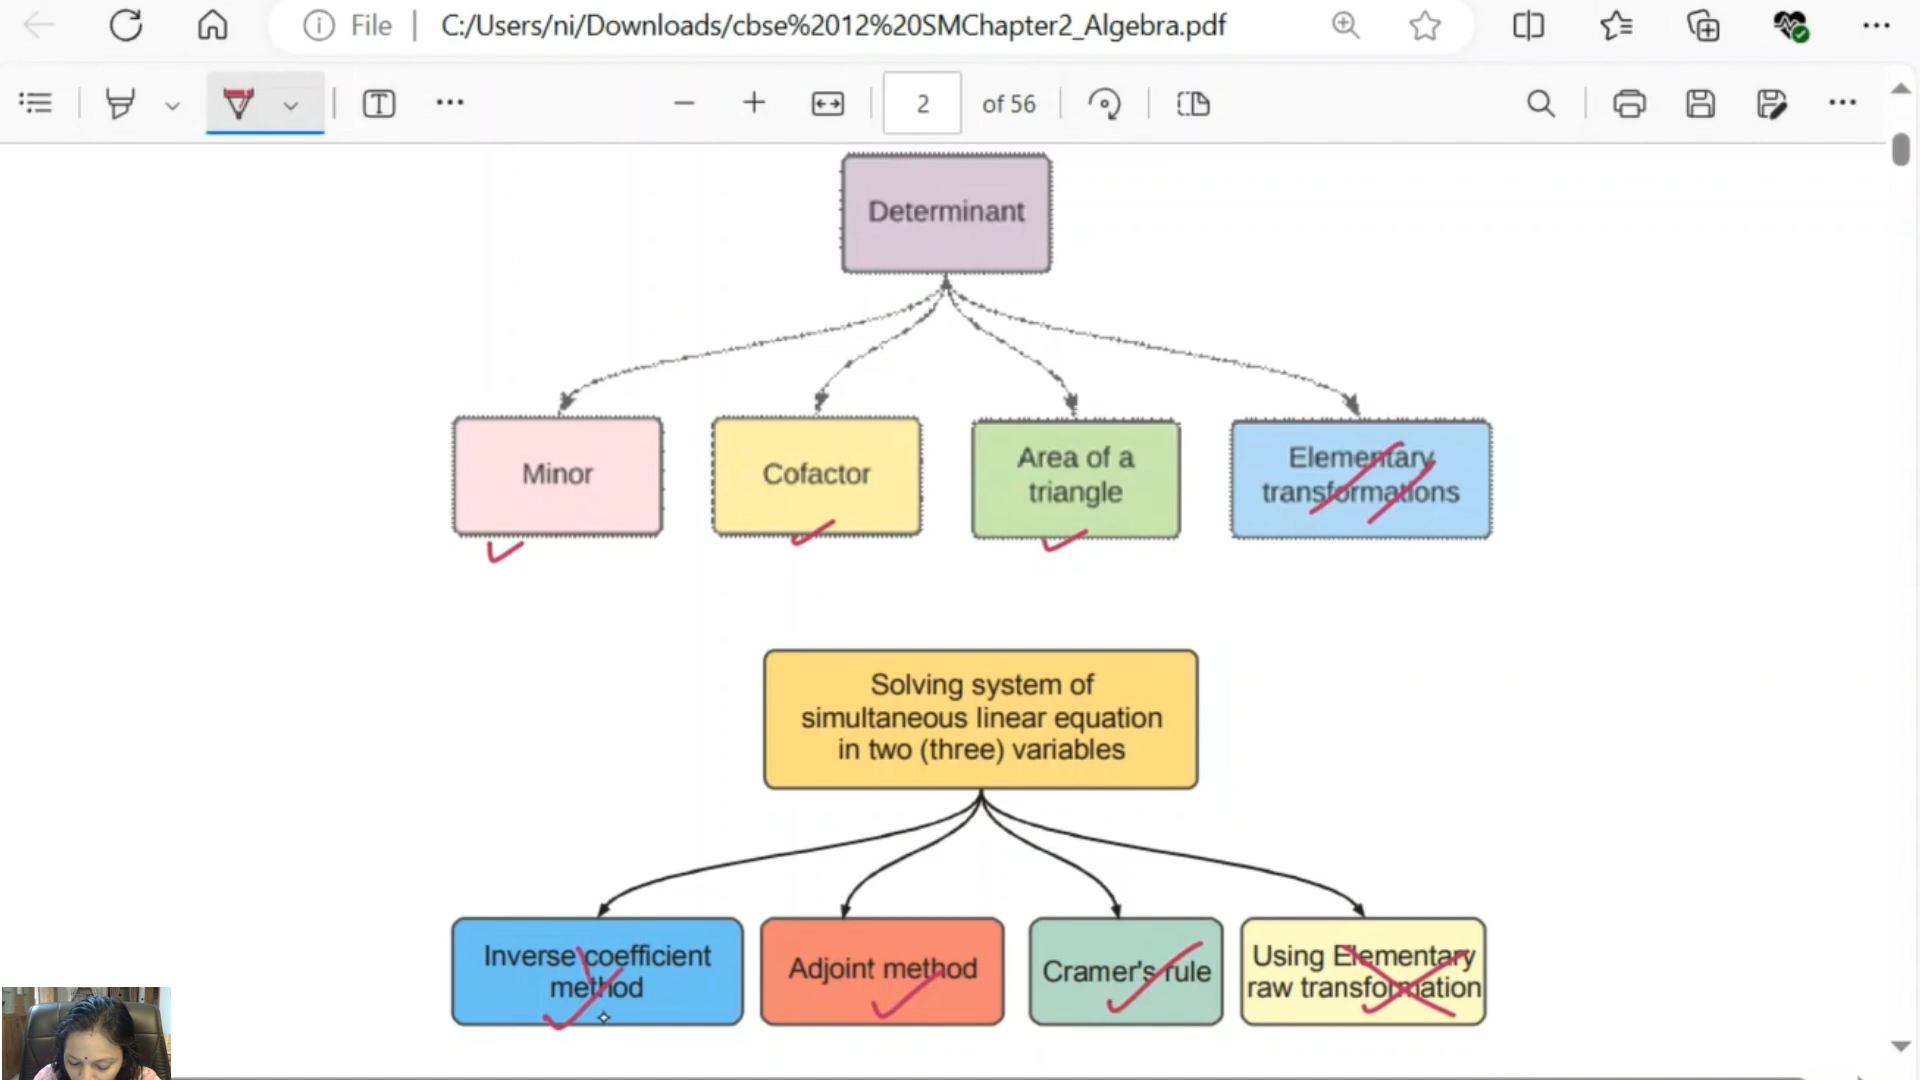 File
C:/Users/ni/Downloads/cbse%2012%20SMChapter2_Algebra.pdf
2 of 56
Determinant
Minor
Cofactor
Area of a
triangle
Elementary
transformations
Solving system of
simultaneous linear equation
in two (three) variables
Inverse coefficient
method
Adjoint method
Cramer's rule
Using Elementary
raw transformation